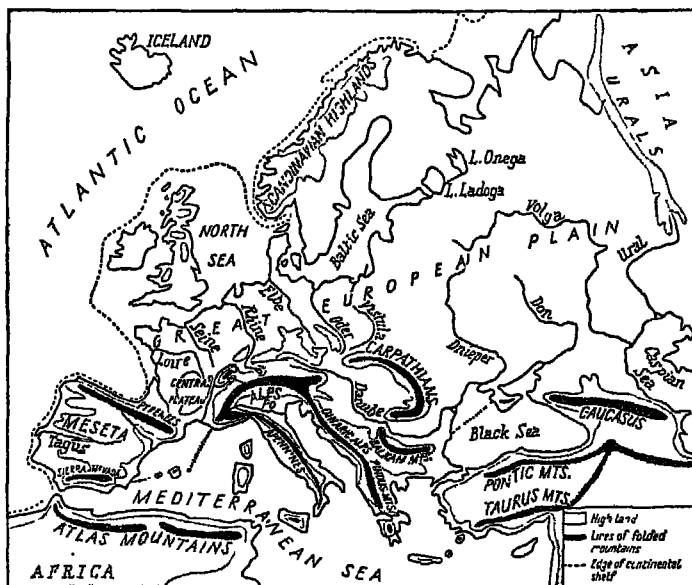 ICELAND
ATLANTIC OCEAN
SCANDINAVIAN HIGHLANDS
ASIA
URALS
L. Onega
L. Ladoga
NORTH
SEA
Baltic Sea
Volga
Ural
GREAT EUROPEAN PLAIN
Elbe
Rhine
Seine
Loire
Oder
Vistula
Don
Dnieper
Caspian
Sea
CARPATHIANS
CENTRAL
PLATEAU
ALPS
Po
Danube
PYRENEES
MESETA
Tagus
SIERRA NEVADA
APENNINES
DINARIC MTS
BALKAN MTS
PINDUS MTS
Black Sea
CAUCASUS
PONTIC MTS.
TAURUS MTS.
MEDITERRANEAN SEA
ATLAS MOUNTAINS
AFRICA
High land
Lines of folded
mountains
Edge of continental
shelf